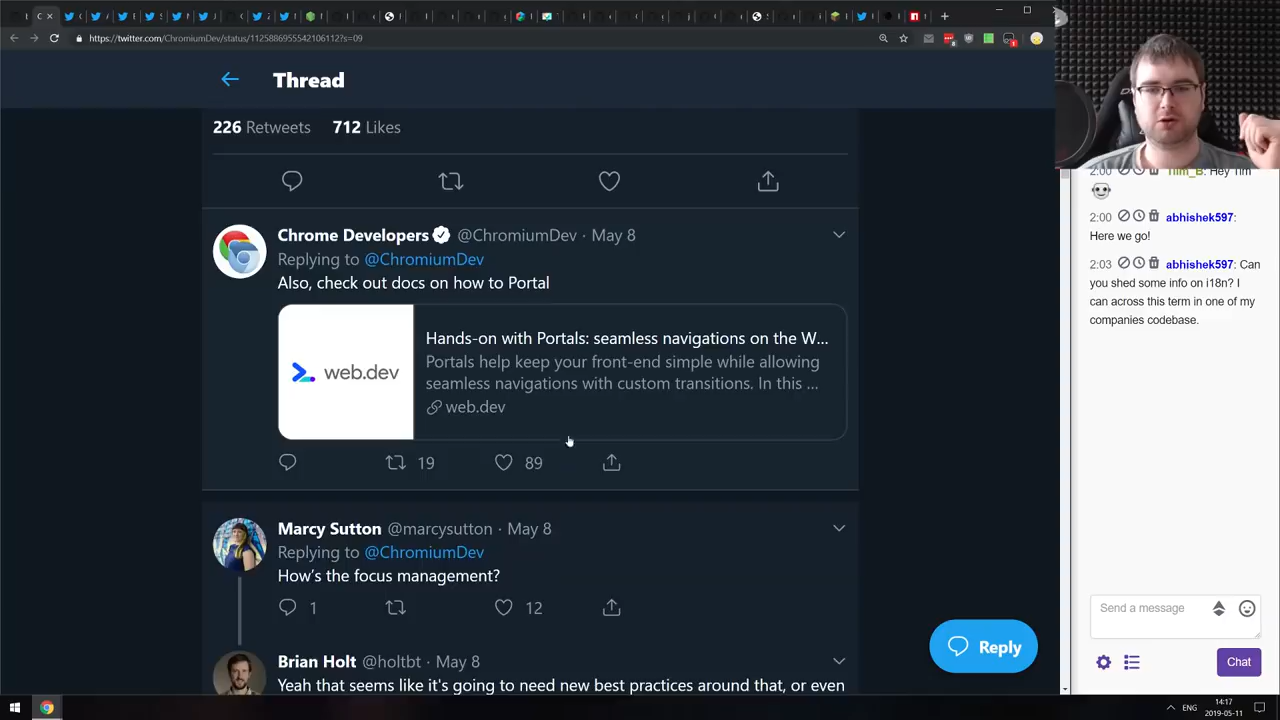 https://twitter.com/ChromiumDev/status/1125886955542106112?s=09
Thread
226 Retweets 712 Likes
Chrome Developers @ChromiumDev · May 8
Replying to @ChromiumDev
Also, check out docs on how to Portal
web.dev
Hands-on with Portals: seamless navigations on the W...
Portals help keep your front-end simple while allowing
seamless navigations with custom transitions. In this ...
web.dev
19 89
Marcy Sutton @marcysutton · May 8
Replying to @ChromiumDev
How's the focus management?
1 12
Brian Holt @holtbt · May 8
Yeah that seems like it's going to need new best practices around that, or even
Reply
2:00 Tiim_B: Hey Tim
2:00 abhishek597:
Here we go!
2:03 abhishek597: Can
you shed some info on i18n? I
can across this term in one of my
companies codebase.
Send a message
Chat
ENG
14:17
2019-05-11